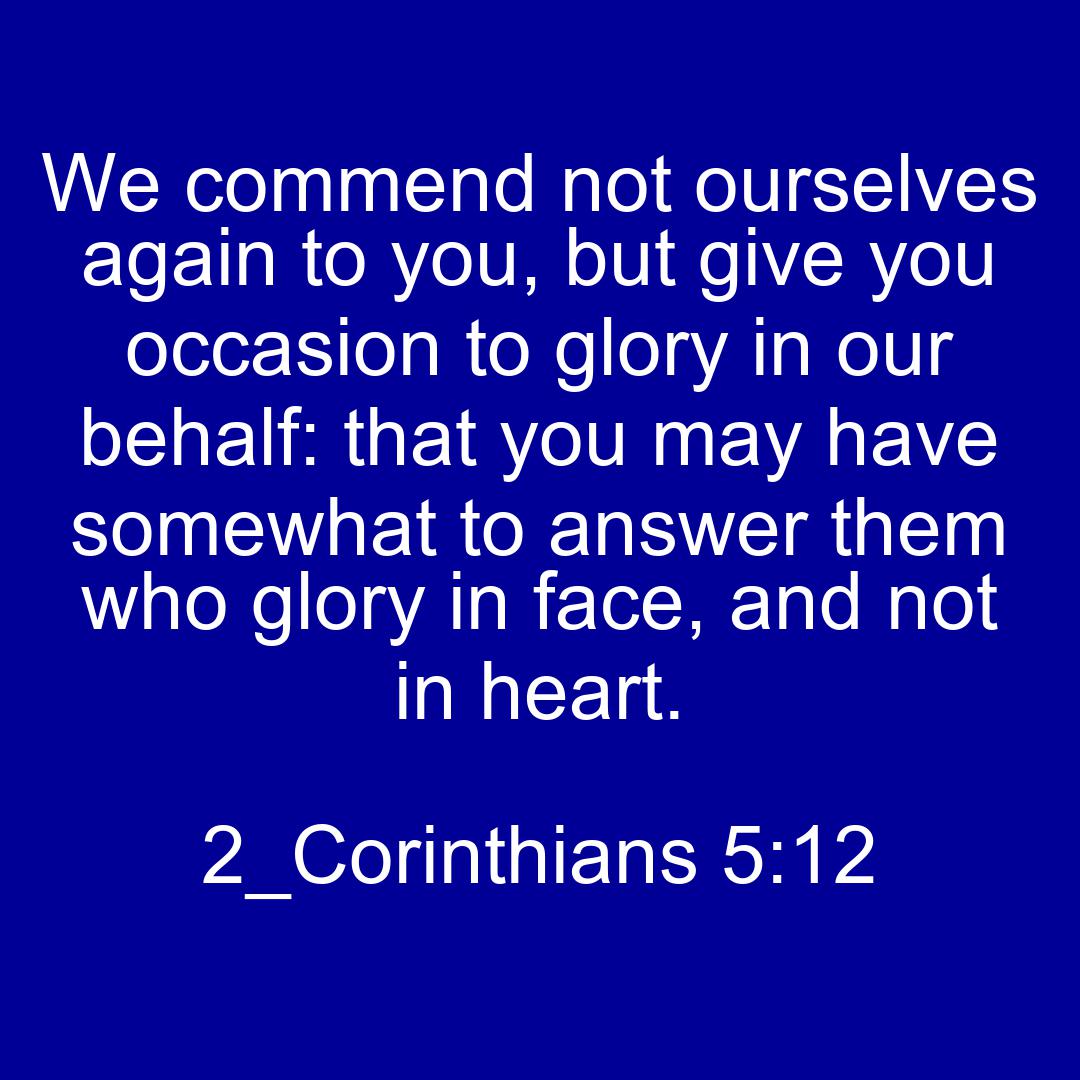 We commend not ourselves
again to you, but give you
occasion to glory in our
behalf: that you may have
somewhat to answer them
who glory in face, and not
in heart.
2_Corinthians 5:12